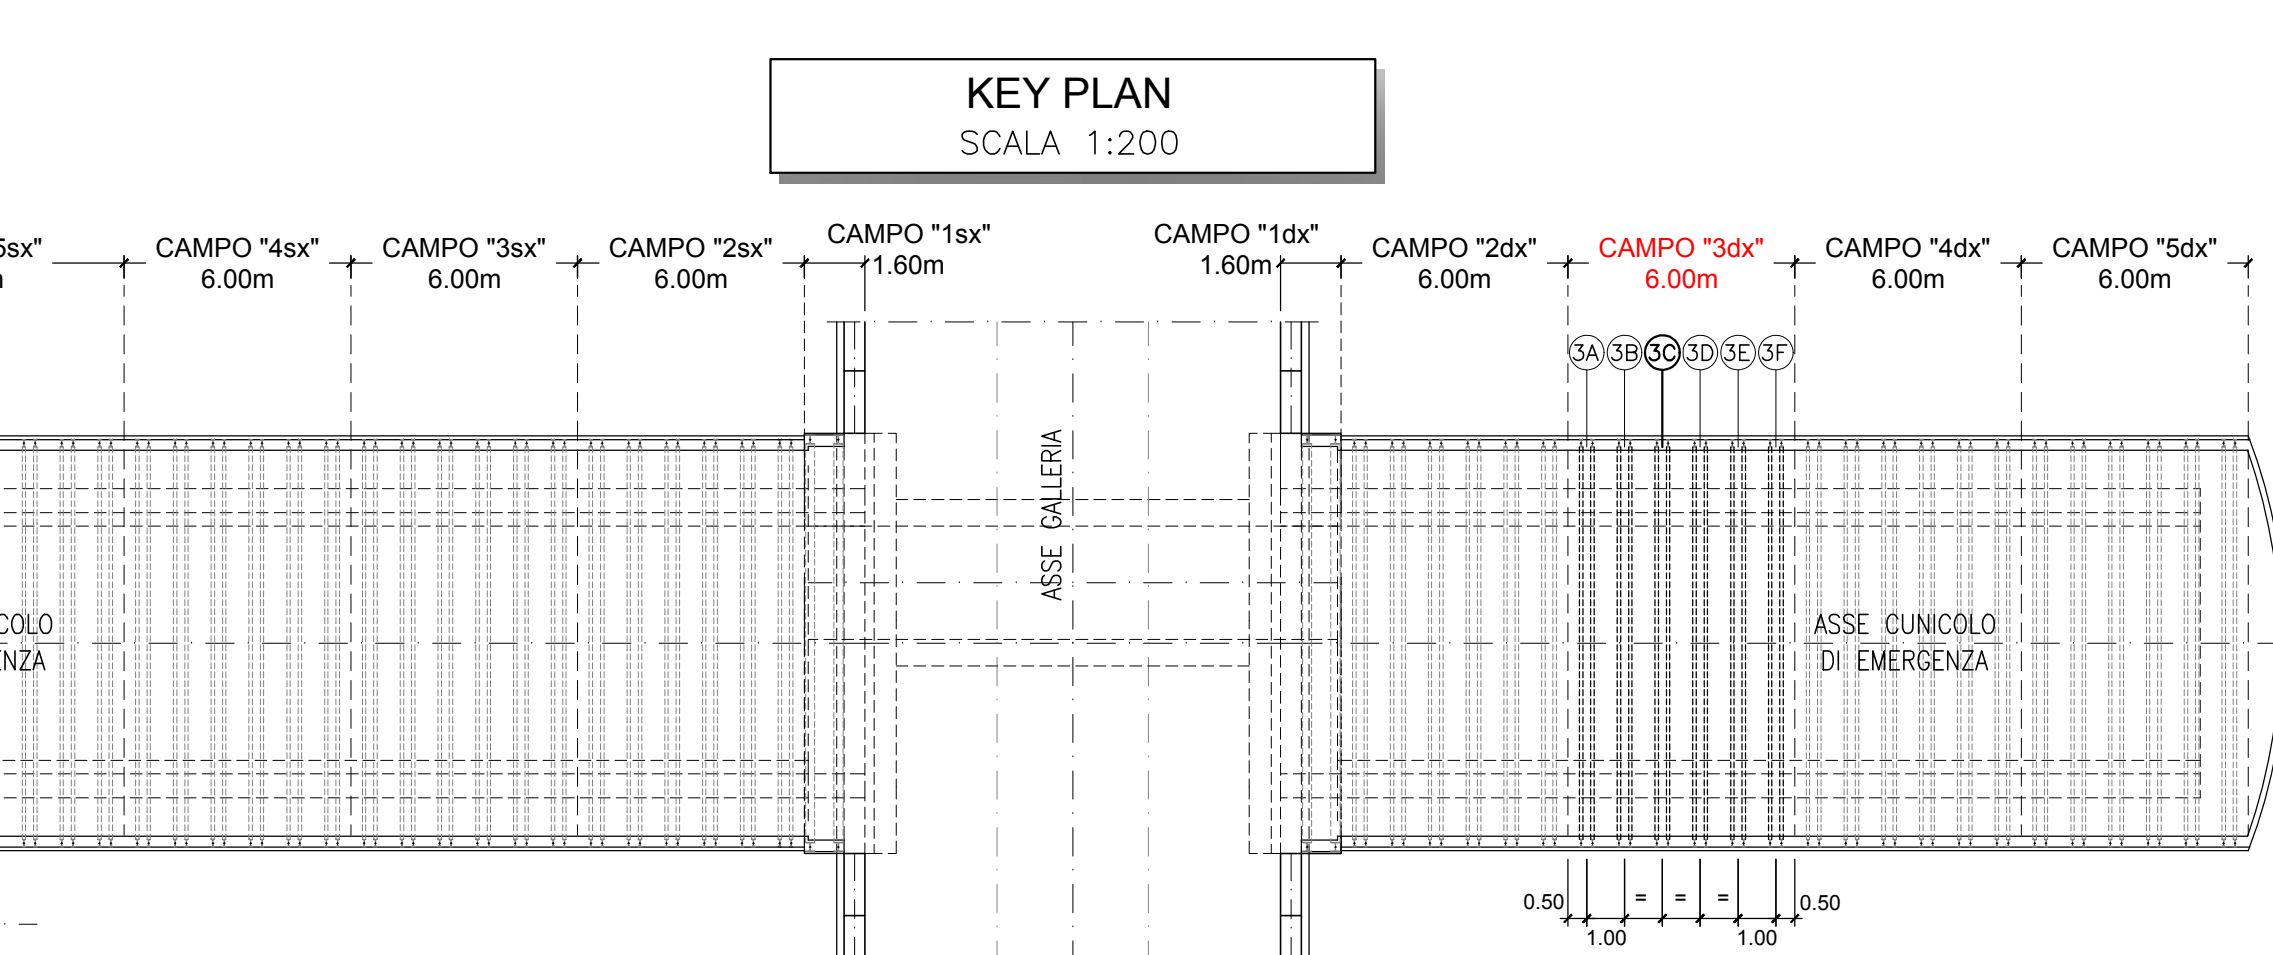 KEY PLAN
SCALA 1:200
5sx"
CAMPO "4sx"
6.00m
CAMPO "3sx"
6.00m
CAMPO "2sx"
6.00m
CAMPO "1sx"
1.60m
CAMPO "1dx"
1.60m
CAMPO "2dx"
6.00m
CAMPO "3dx"
6.00m
CAMPO "4dx"
6.00m
CAMPO "5dx"
6.00m
3A 3B 3C 3D 3E 3F
ASSE GALLERIA
COLO
ENZA
ASSE CUNICOLO
DI EMERGENZA
0.50 = = = 0.50
1.00 1.00